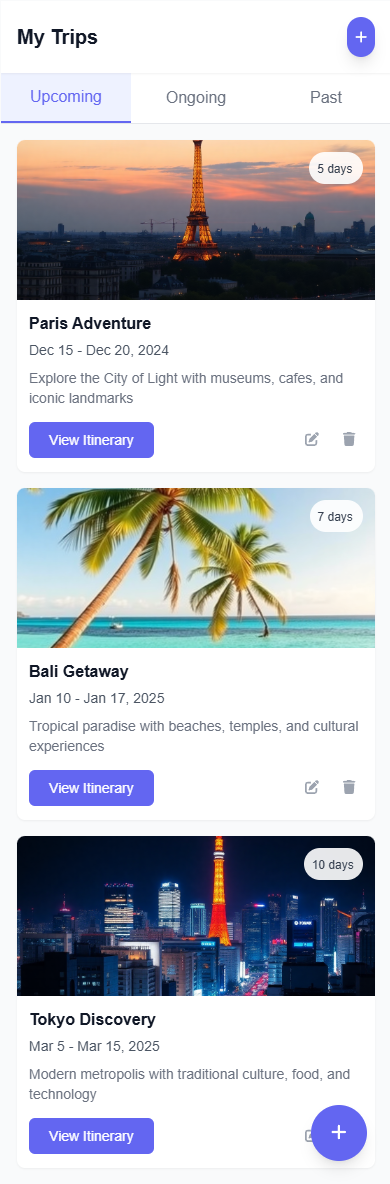 My Trips
+
Upcoming Ongoing Past
5 days
Paris Adventure
Dec 15 - Dec 20, 2024
Explore the City of Light with museums, cafes, and
iconic landmarks
View Itinerary
7 days
Bali Getaway
Jan 10 - Jan 17, 2025
Tropical paradise with beaches, temples, and cultural
experiences
View Itinerary
10 days
Tokyo Discovery
Mar 5 - Mar 15, 2025
Modern metropolis with traditional culture, food, and
technology
View Itinerary
+